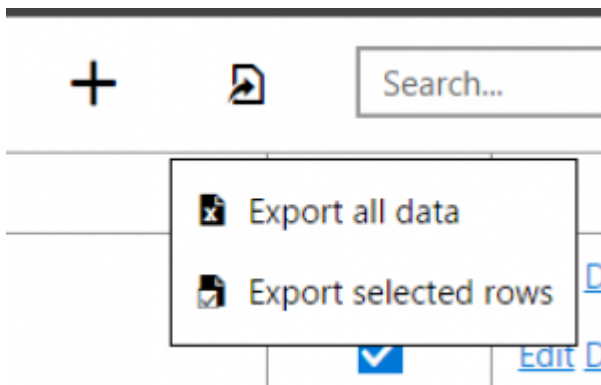 Search...
Export all data
Export selected rows
D
Edit D